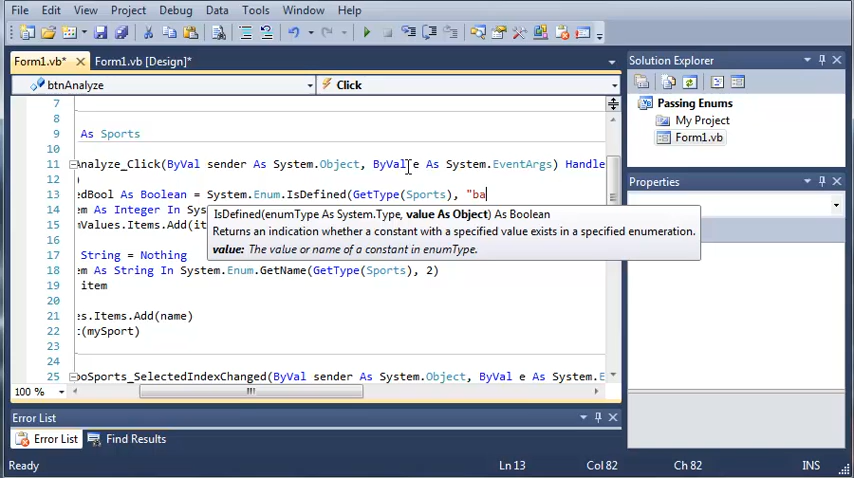 File Edit View Project Debug Data Tools Window Help
Form1.vb* Form1.vb [Design]*
btnAnalyze Click
7
8
9 As Sports
10
11 Analyze_Click(ByVal sender As System.Object, ByVal e As System.EventArgs) Handle
12 )
13 edBool As Boolean = System.Enum.IsDefined(GetType(Sports), "ba
14 em As Integer In Sys
15 mValues.Items.Add(it
16
17 String = Nothing
18 em As String In System.Enum.GetName(GetType(Sports), 2)
19 item
20
21 es.Items.Add(name)
22 t(mySport)
23
24
25 ooSports_SelectedIndexChanged(ByVal sender As System.Object, ByVal e As System.E
IsDefined(enumType As System.Type, value As Object) As Boolean
Returns an indication whether a constant with a specified value exists in a specified enumeration.
value: The value or name of a constant in enumType.
100 %
Solution Explorer
Passing Enums
My Project
Form1.vb
Properties
Error List
Error List Find Results
Ready Ln 13 Col 82 Ch 82 INS